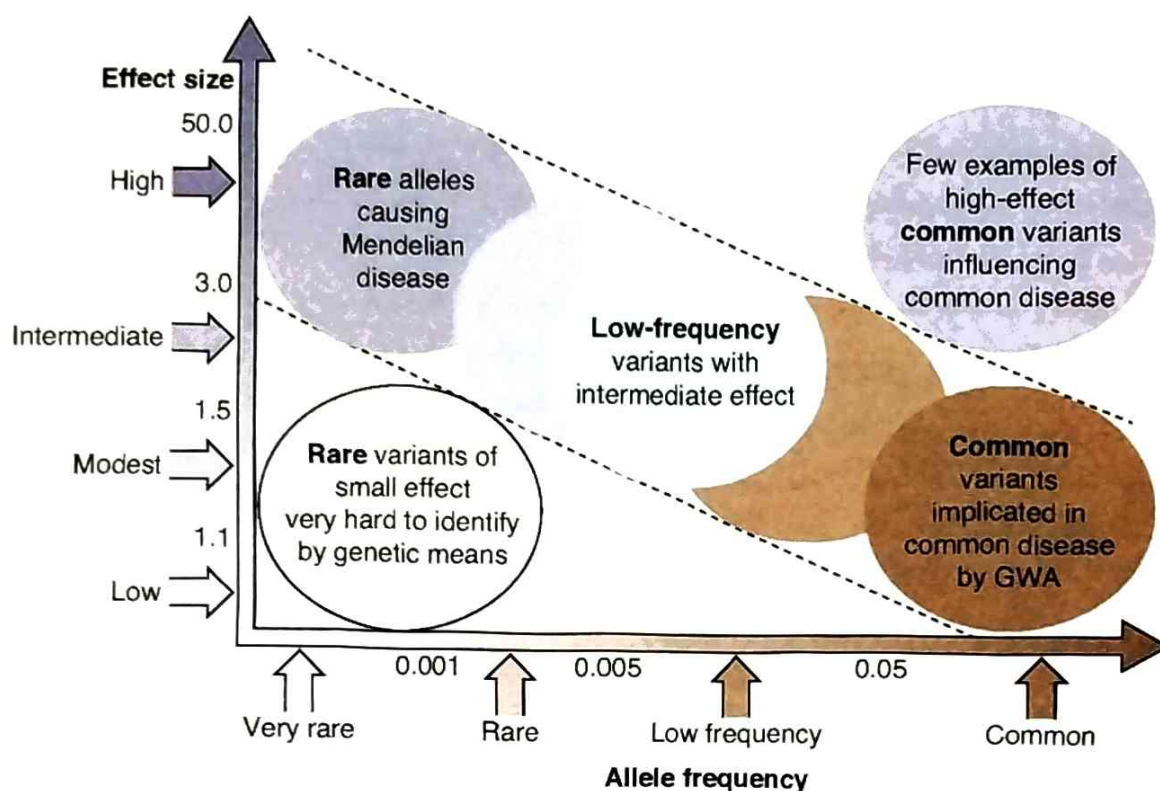 Effect size
50.0
High
3.0
Intermediate
1.5
Modest
1.1
Low
Rare alleles
causing
Mendelian
disease
Few examples of
high-effect
common variants
influencing
common disease
Low-frequency
variants with
intermediate effect
Rare variants of
small effect
very hard to identify
by genetic means
Common
variants
implicated in
common disease
by GWA
0.001
0.005
0.05
Very rare
Rare
Low frequency
Common
Allele frequency